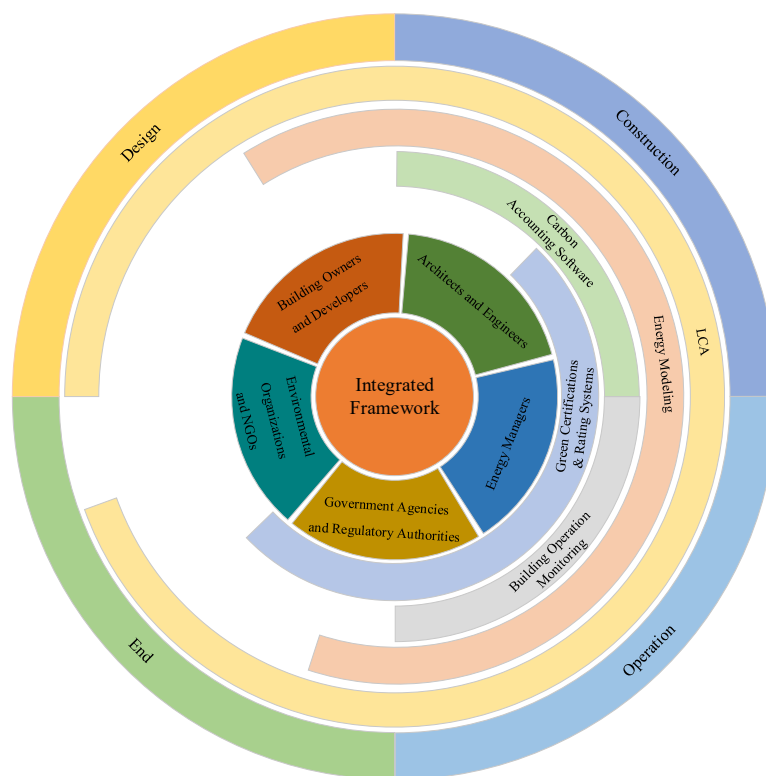 Design
Construction
Carbon
Accounting Software
Building Owners
and Developers
Architects and Engineers
LCA
Energy Modeling
Green Certifications
& Rating Systems
Integrated
Framework
Environmental
Organizations
and NGOs
Energy Managers
Government Agencies
and Regulatory Authorities
Building Operation
Monitoring
End
Operation